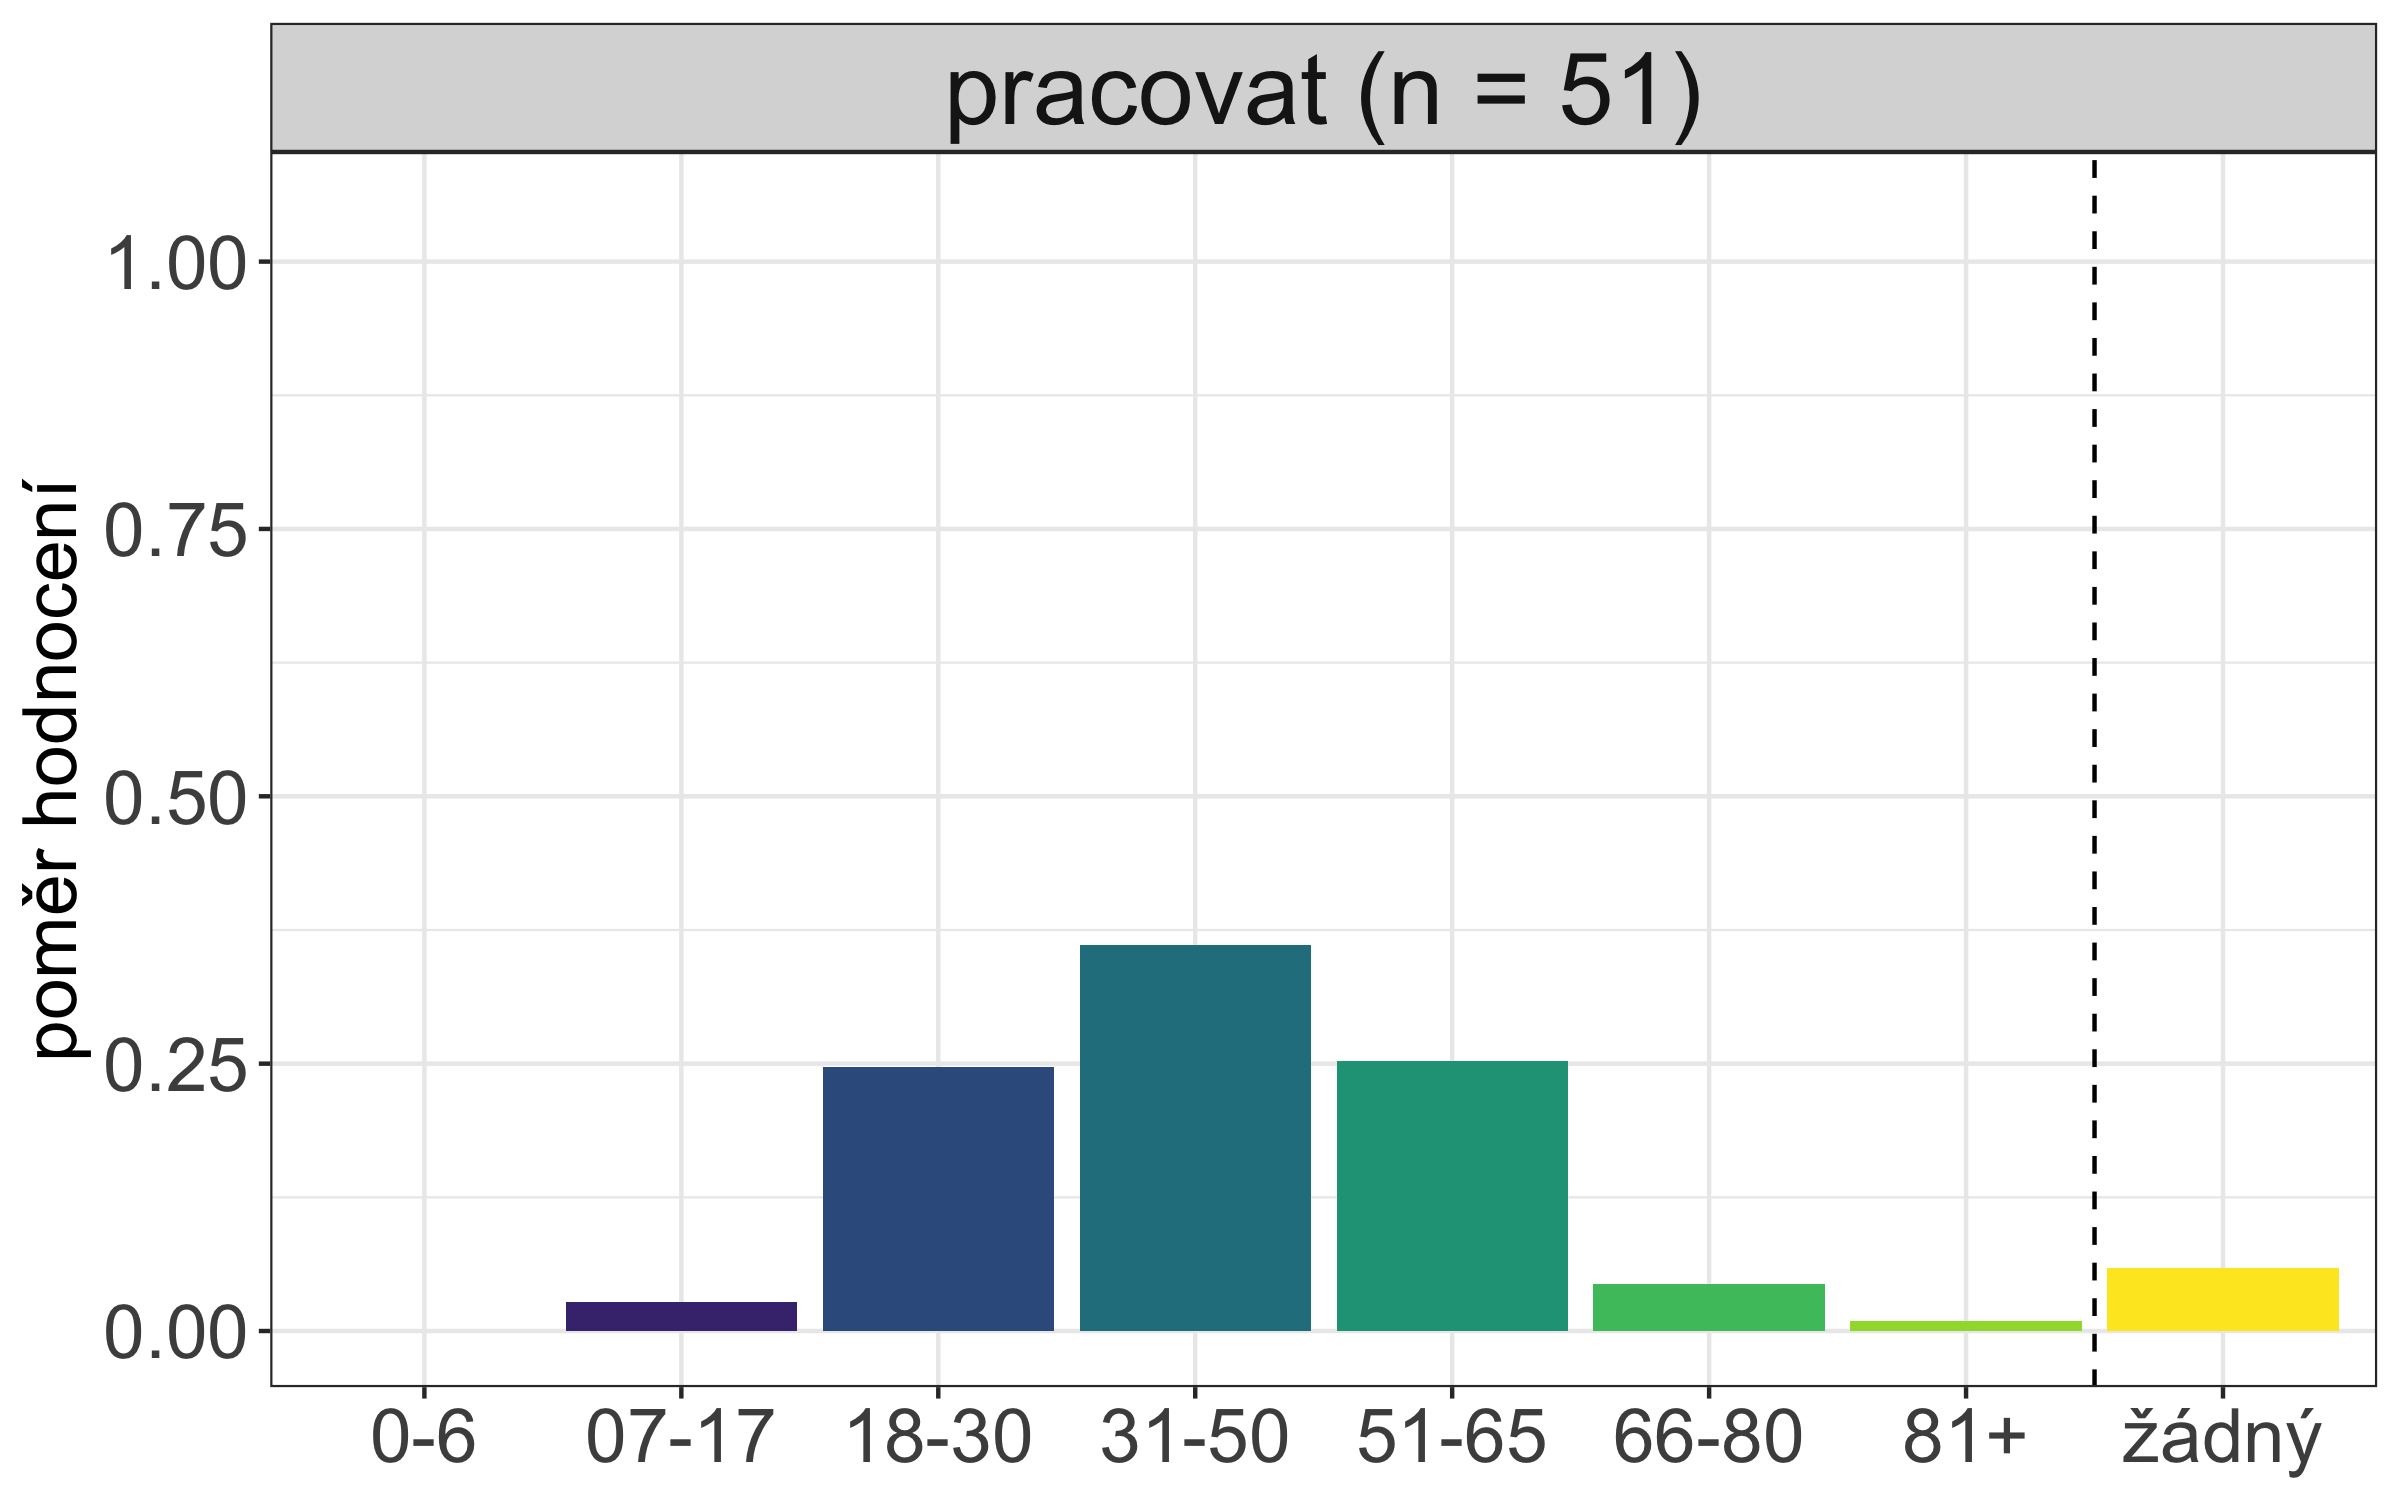 pracovat (n = 51)
poměr hodnocení
1.00
0.75
0.50
0.25
0.00
0-6 07-17 18-30 31-50 51-65 66-80 81+ žádný